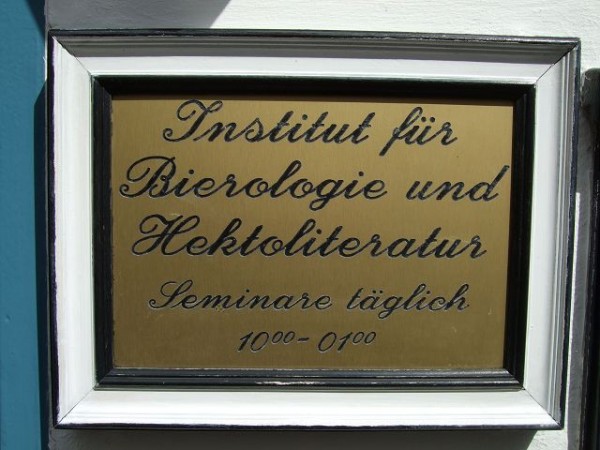 Institut für
Bierologie und
Hektoliteratur
Seminare täglich
10⁰⁰-01⁰⁰